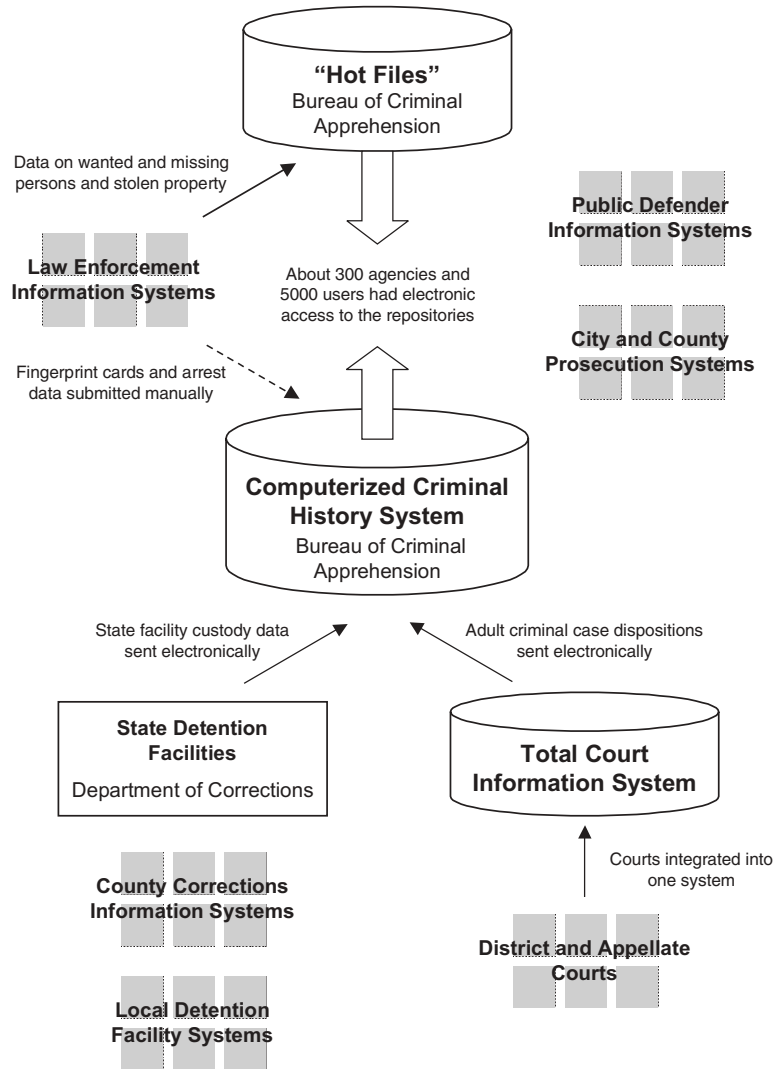 “Hot Files”
Bureau of Criminal
Apprehension
Data on wanted and missing
persons and stolen property
Public Defender
Information Systems
Law Enforcement
Information Systems
About 300 agencies and
5000 users had electronic
access to the repositories
City and County
Prosecution Systems
Fingerprint cards and arrest
data submitted manually
Computerized Criminal
History System
Bureau of Criminal
Apprehension
State facility custody data
sent electronically
Adult criminal case dispositions
sent electronically
State Detention
Facilities
Department of Corrections
Total Court
Information System
County Corrections
Information Systems
Courts integrated into
one system
District and Appellate
Courts
Local Detention
Facility Systems